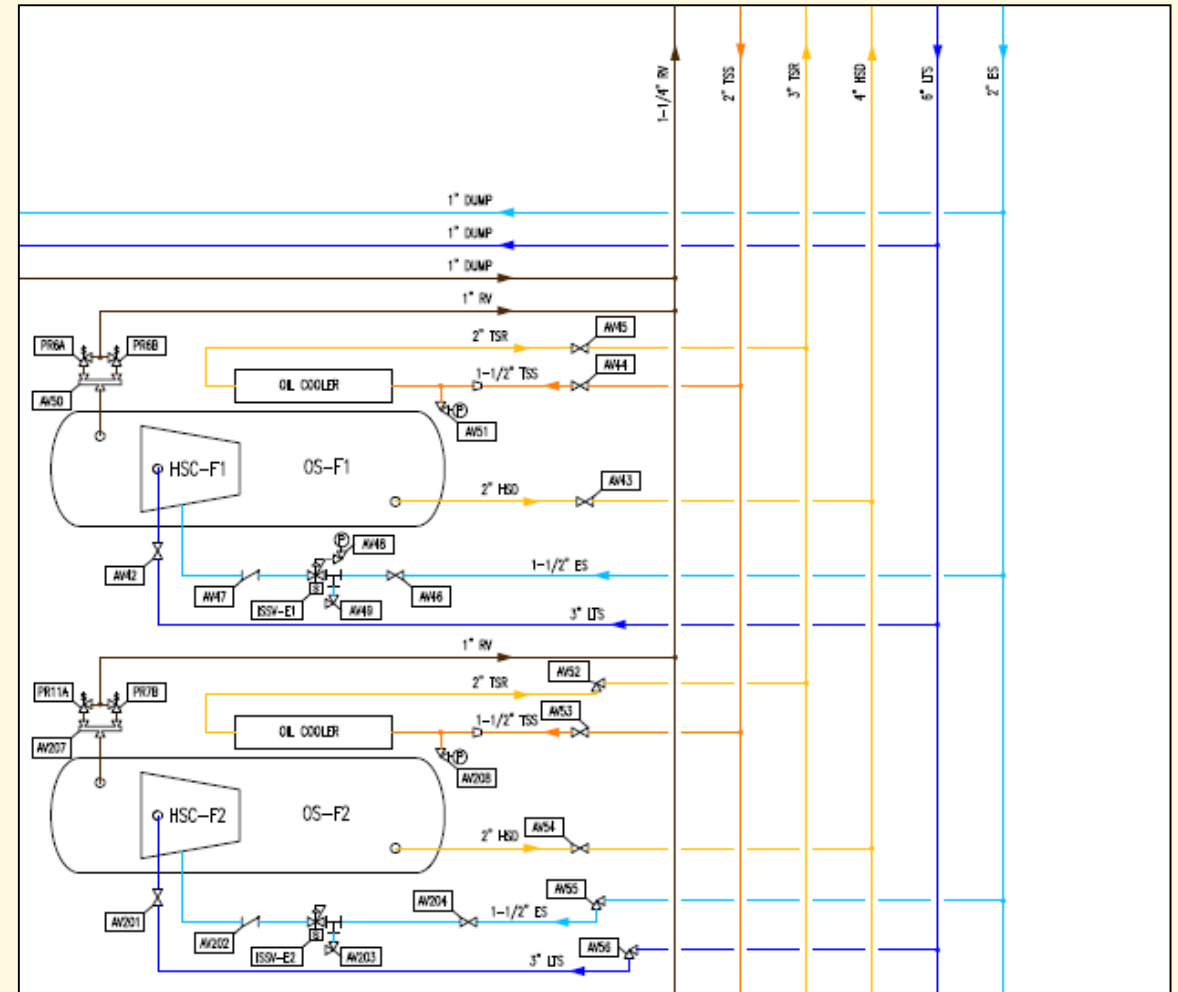 1-1/4" RV
2" TSS
3" TSR
4" HSD
6" LTS
2" ES
1" DUMP
1" DUMP
1" DUMP
1" RV
2" TSR
AV45
PR6A
PR6B
OIL COOLER
1-1/2" TSS
AV44
AV50
P
AV51
HSC-F1
OS-F1
2" HSD
AV43
P
AV48
AV42
1-1/2" ES
AV47
S
ISSV-E1
AV49
AV46
3" LTS
1" RV
AV52
2" TSR
PR11A
PR7B
OIL COOLER
1-1/2" TSS
AV53
AV207
P
AV208
HSC-F2
OS-F2
2" HSD
AV54
AV55
AV204
1-1/2" ES
AV201
AV202
S
ISSV-E2
AV203
AV56
3" LTS